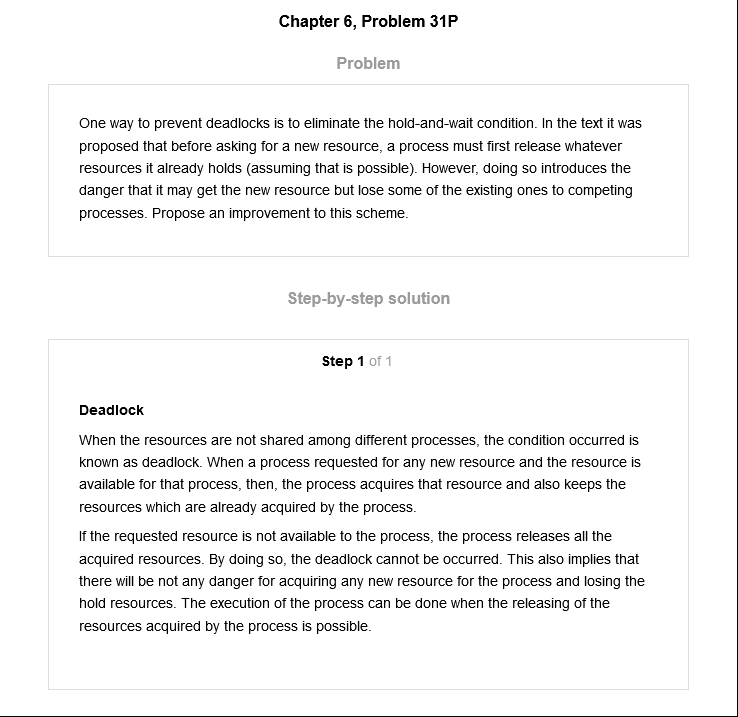 Chapter 6, Problem 31P
Problem
One way to prevent deadlocks is to eliminate the hold-and-wait condition. In the text it was
proposed that before asking for a new resource, a process must first release whatever
resources it already holds (assuming that is possible). However, doing so introduces the
danger that it may get the new resource but lose some of the existing ones to competing
processes. Propose an improvement to this scheme.
Step-by-step solution
Step 1 of 1
Deadlock
When the resources are not shared among different processes, the condition occurred is
known as deadlock. When a process requested for any new resource and the resource is
available for that process, then, the process acquires that resource and also keeps the
resources which are already acquired by the process.
If the requested resource is not available to the process, the process releases all the
acquired resources. By doing so, the deadlock cannot be occurred. This also implies that
there will be not any danger for acquiring any new resource for the process and losing the
hold resources. The execution of the process can be done when the releasing of the
resources acquired by the process is possible.